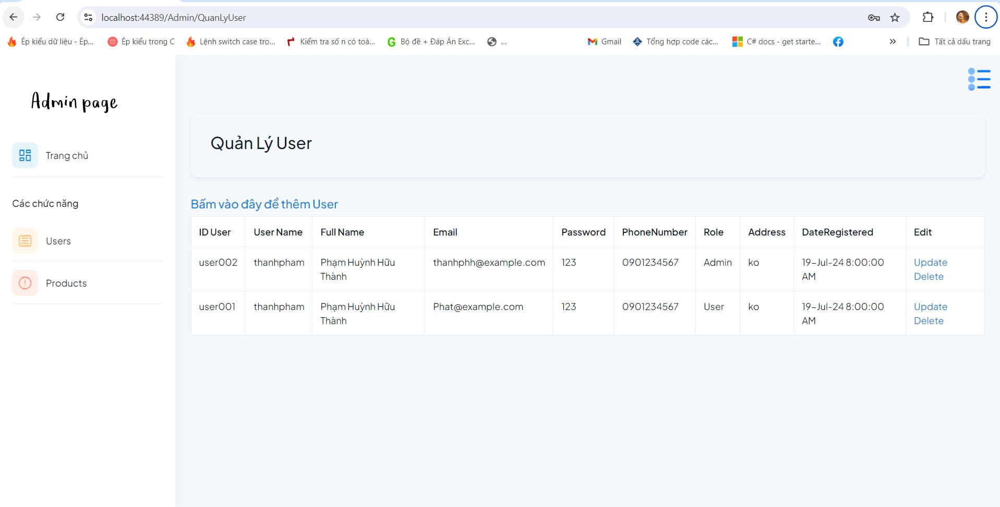 localhost:44389/Admin/QuanLyUser
Ép kiểu dữ liệu - Ép...
Ép kiểu trong C
Lệnh switch case tro...
Kiểm tra số n có toà...
Bộ đề + Đáp Án Exc...
...
Gmail
Tổng hợp code các...
C# docs - get starte...
Tất cả dấu trang
Admin page
Trang chủ
Các chức năng
Users
Products
Quản Lý User
Bấm vào đây để thêm User
ID User User Name Full Name Email Password PhoneNumber Role Address DateRegistered Edit
user002 thanhpham Phạm Huỳnh Hữu thanhphh@example.com 123 0901234567 Admin ko 19-Jul-24 8:00:00 Update
Thành AM Delete
user001 thanhpham Phạm Huỳnh Hữu Phat@example.com 123 0901234567 User ko 19-Jul-24 8:00:00 Update
Thành AM Delete